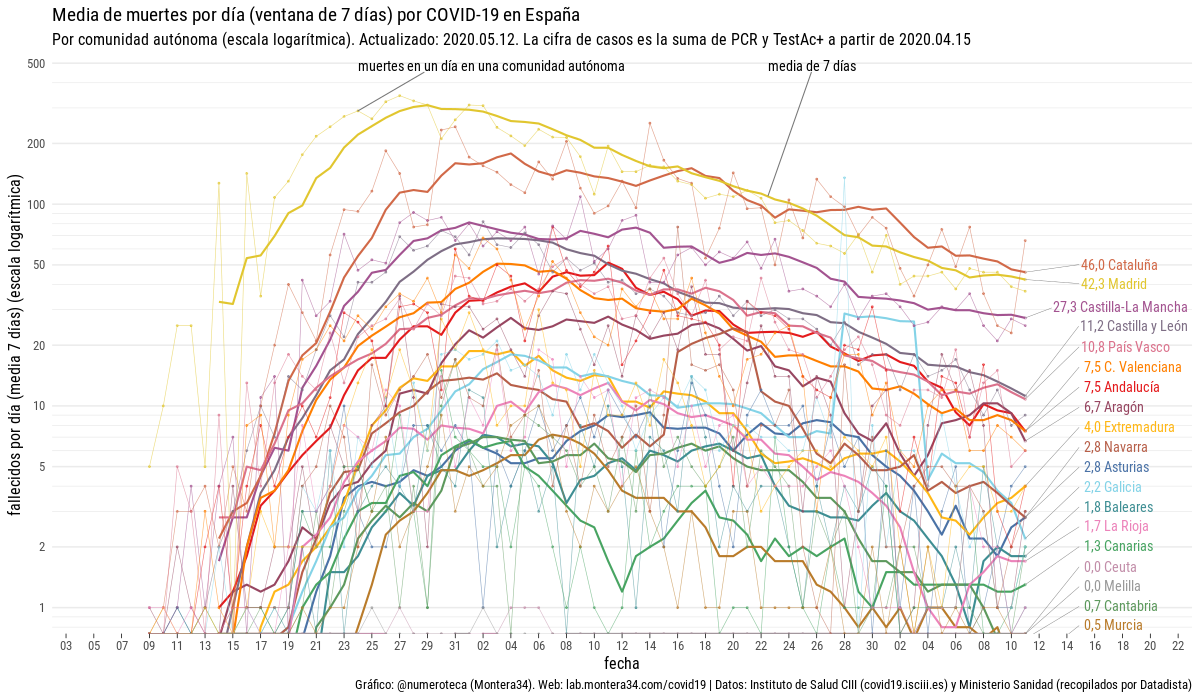 Media de muertes por día (ventana de 7 días) por COVID-19 en España
Por comunidad autónoma (escala logarítmica). Actualizado: 2020.05.12. La cifra de casos es la suma de PCR y TestAc+ a partir de 2020.04.15
muertes en un día en una comunidad autónoma
media de 7 días
fallecidos por día (media 7 días) (escala logarítmica)
500
200
100
50
20
10
5
2
1
46,0 Cataluña
42,3 Madrid
27,3 Castilla-La Mancha
11,2 Castilla y León
10,8 País Vasco
7,5 C. Valenciana
7,5 Andalucía
6,7 Aragón
4,0 Extremadura
2,8 Navarra
2,8 Asturias
2,2 Galicia
1,8 Baleares
1,7 La Rioja
1,3 Canarias
0,0 Ceuta
0,0 Melilla
0,7 Cantabria
0,5 Murcia
03 05 07 09 11 13 15 17 19 21 23 25 27 29 31 02 04 06 08 10 12 14 16 18 20 22 24 26 28 30 02 04 06 08 10 12 14 16 18 20 22
fecha
Gráfico: @numeroteca (Montera34). Web: lab.montera34.com/covid19 | Datos: Instituto de Salud CIII (covid19.isciii.es) y Ministerio Sanidad (recopilados por Datadista)